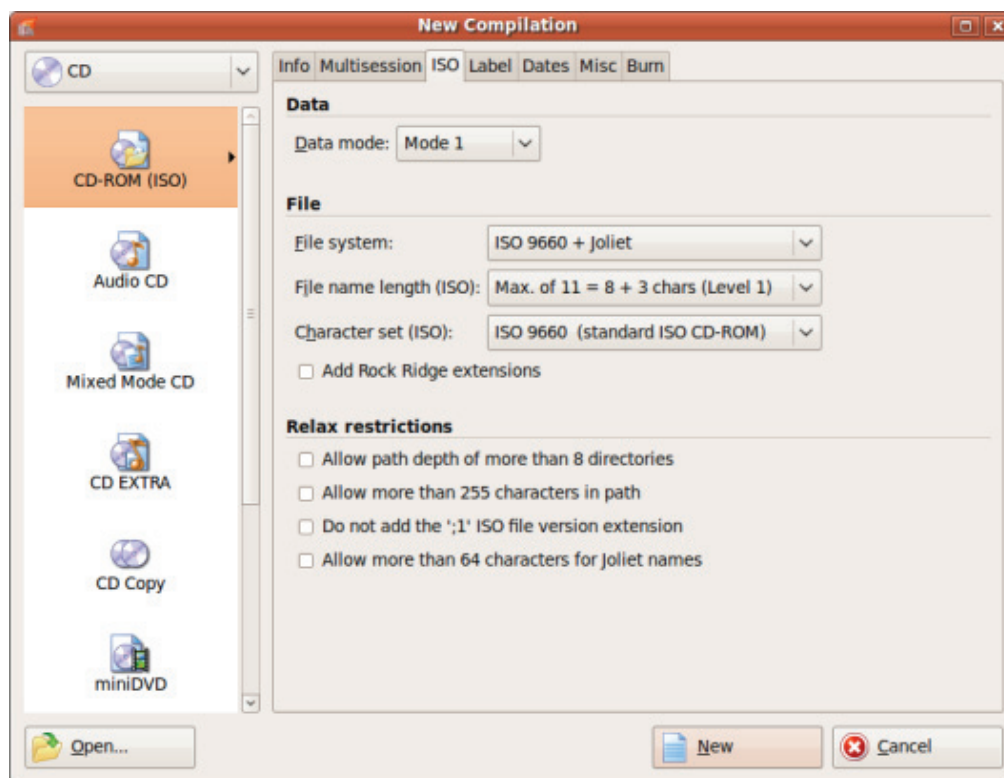 New Compilation
CD
CD-ROM (ISO)
Audio CD
Mixed Mode CD
CD EXTRA
CD Copy
miniDVD
Info Multisession ISO Label Dates Misc Burn
Data
Data mode: Mode 1
File
File system: ISO 9660 + Joliet
File name length (ISO): Max. of 11 = 8 + 3 chars (Level 1)
Character set (ISO): ISO 9660 (standard ISO CD-ROM)
Add Rock Ridge extensions
Relax restrictions
Allow path depth of more than 8 directories
Allow more than 255 characters in path
Do not add the ';1' ISO file version extension
Allow more than 64 characters for Joliet names
Open...
New
Cancel